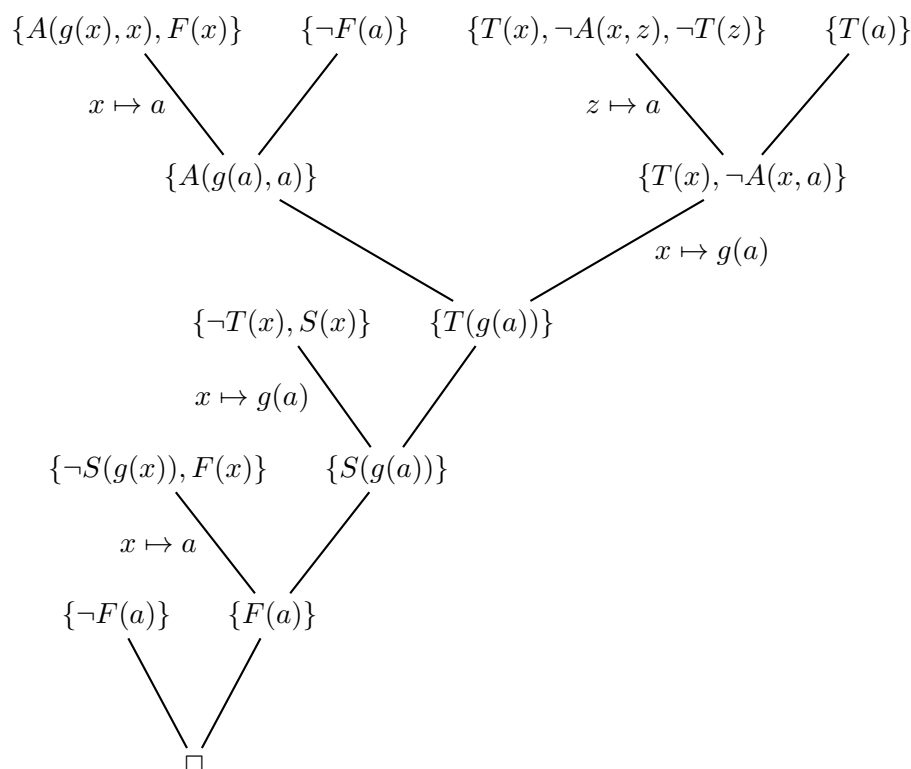 {A(g(x), x), F(x)} {¬F(a)} {T(x), ¬A(x, z), ¬T(z)} {T(a)}
x ↦ a z ↦ a
{A(g(a), a)} {T(x), ¬A(x, a)}
x ↦ g(a)
{¬T(x), S(x)} {T(g(a))}
x ↦ g(a)
{¬S(g(x)), F(x)} {S(g(a))}
x ↦ a
{¬F(a)} {F(a)}
□